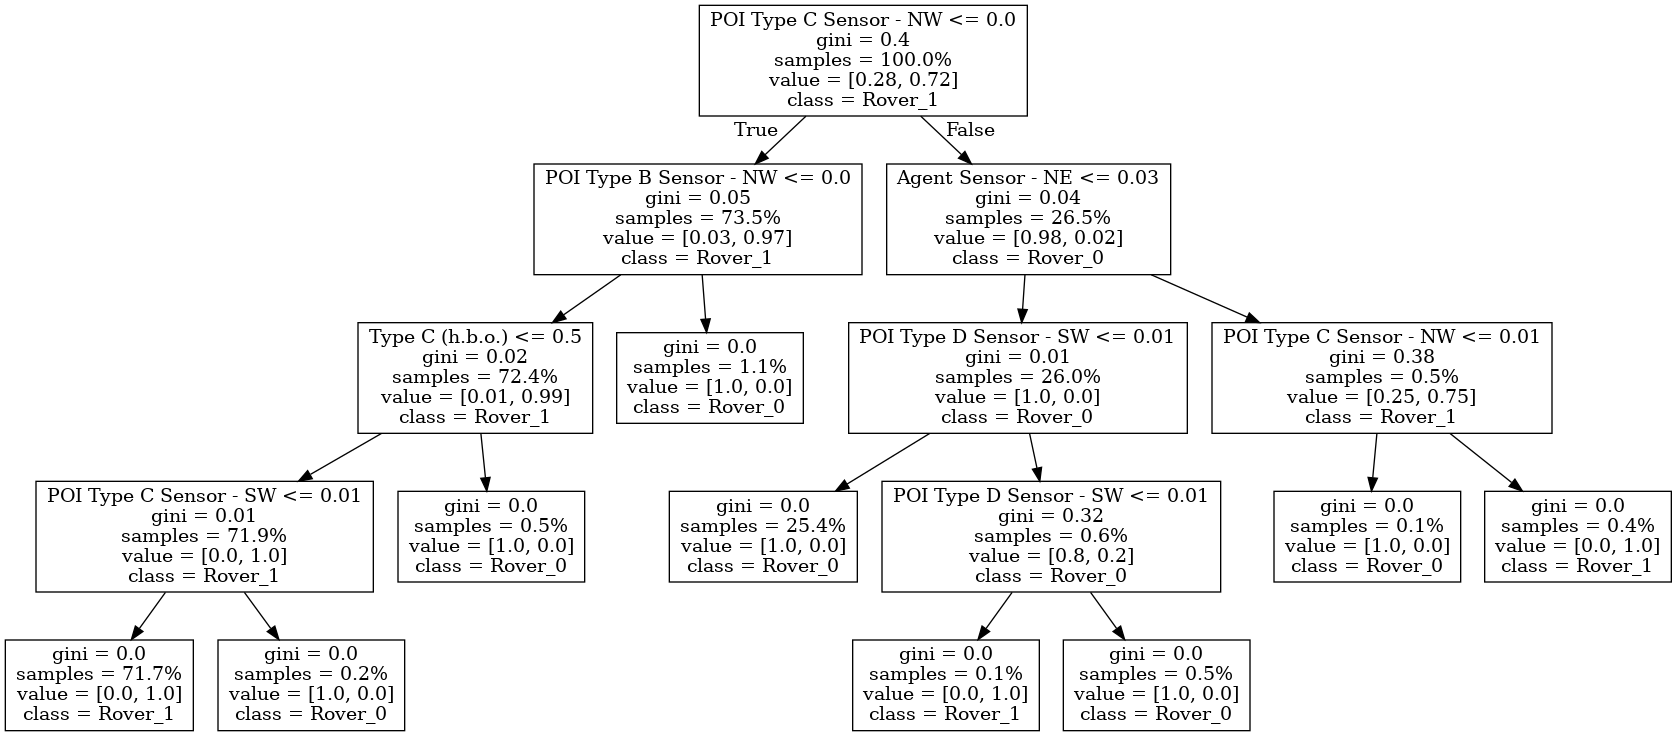 POI Type C Sensor - NW <= 0.0
gini = 0.4
samples = 100.0%
value = [0.28, 0.72]
class = Rover_1
True
False
POI Type B Sensor - NW <= 0.0
gini = 0.05
samples = 73.5%
value = [0.03, 0.97]
class = Rover_1
Agent Sensor - NE <= 0.03
gini = 0.04
samples = 26.5%
value = [0.98, 0.02]
class = Rover_0
Type C (h.b.o.) <= 0.5
gini = 0.02
samples = 72.4%
value = [0.01, 0.99]
class = Rover_1
gini = 0.0
samples = 1.1%
value = [1.0, 0.0]
class = Rover_0
POI Type D Sensor - SW <= 0.01
gini = 0.01
samples = 26.0%
value = [1.0, 0.0]
class = Rover_0
POI Type C Sensor - NW <= 0.01
gini = 0.38
samples = 0.5%
value = [0.25, 0.75]
class = Rover_1
POI Type C Sensor - SW <= 0.01
gini = 0.01
samples = 71.9%
value = [0.0, 1.0]
class = Rover_1
gini = 0.0
samples = 0.5%
value = [1.0, 0.0]
class = Rover_0
gini = 0.0
samples = 25.4%
value = [1.0, 0.0]
class = Rover_0
POI Type D Sensor - SW <= 0.01
gini = 0.32
samples = 0.6%
value = [0.8, 0.2]
class = Rover_0
gini = 0.0
samples = 0.1%
value = [1.0, 0.0]
class = Rover_0
gini = 0.0
samples = 0.4%
value = [0.0, 1.0]
class = Rover_1
gini = 0.0
samples = 71.7%
value = [0.0, 1.0]
class = Rover_1
gini = 0.0
samples = 0.2%
value = [1.0, 0.0]
class = Rover_0
gini = 0.0
samples = 0.1%
value = [0.0, 1.0]
class = Rover_1
gini = 0.0
samples = 0.5%
value = [1.0, 0.0]
class = Rover_0